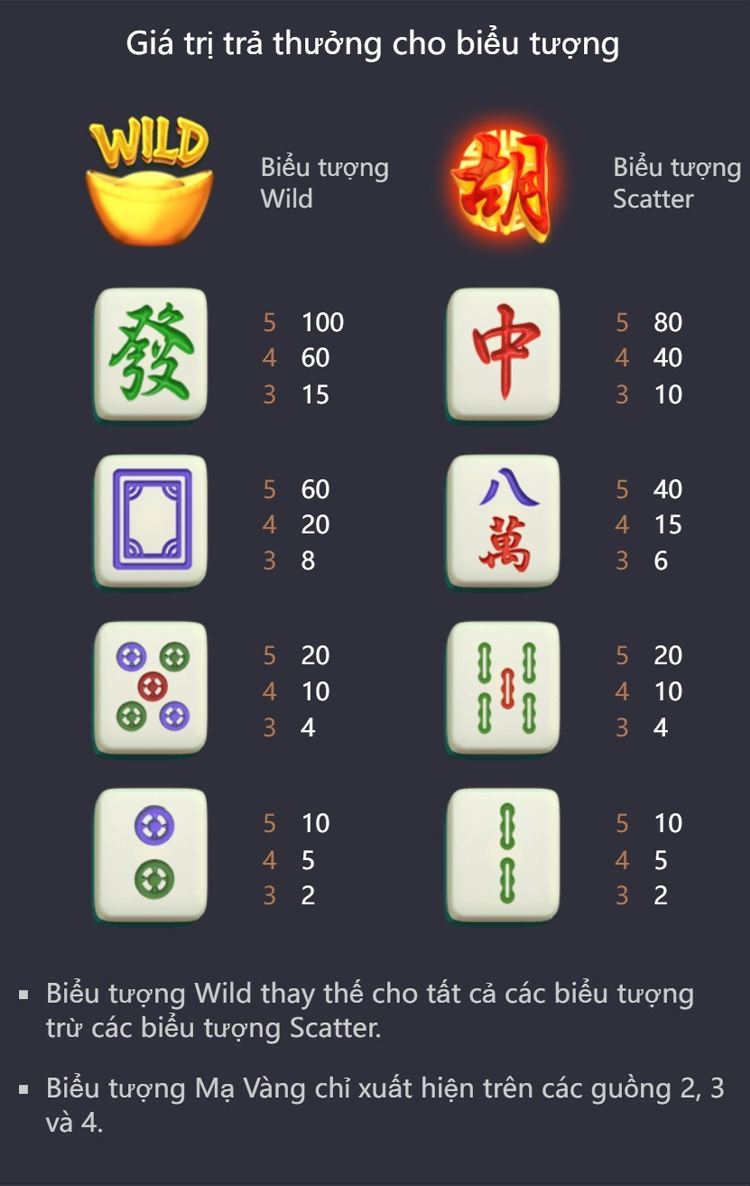 Giá trị trả thưởng cho biểu tượng
WILD
Biểu tượng
Wild
胡
Biểu tượng
Scatter
發
5 100
4 60
3 15
中
5 80
4 40
3 10
5 60
4 20
3 8
八
萬
5 40
4 15
3 6
5 20
4 10
3 4
5 20
4 10
3 4
5 10
4 5
3 2
5 10
4 5
3 2
▪ Biểu tượng Wild thay thế cho tất cả các biểu tượng
trừ các biểu tượng Scatter.
▪ Biểu tượng Mạ Vàng chỉ xuất hiện trên các guồng 2, 3
và 4.